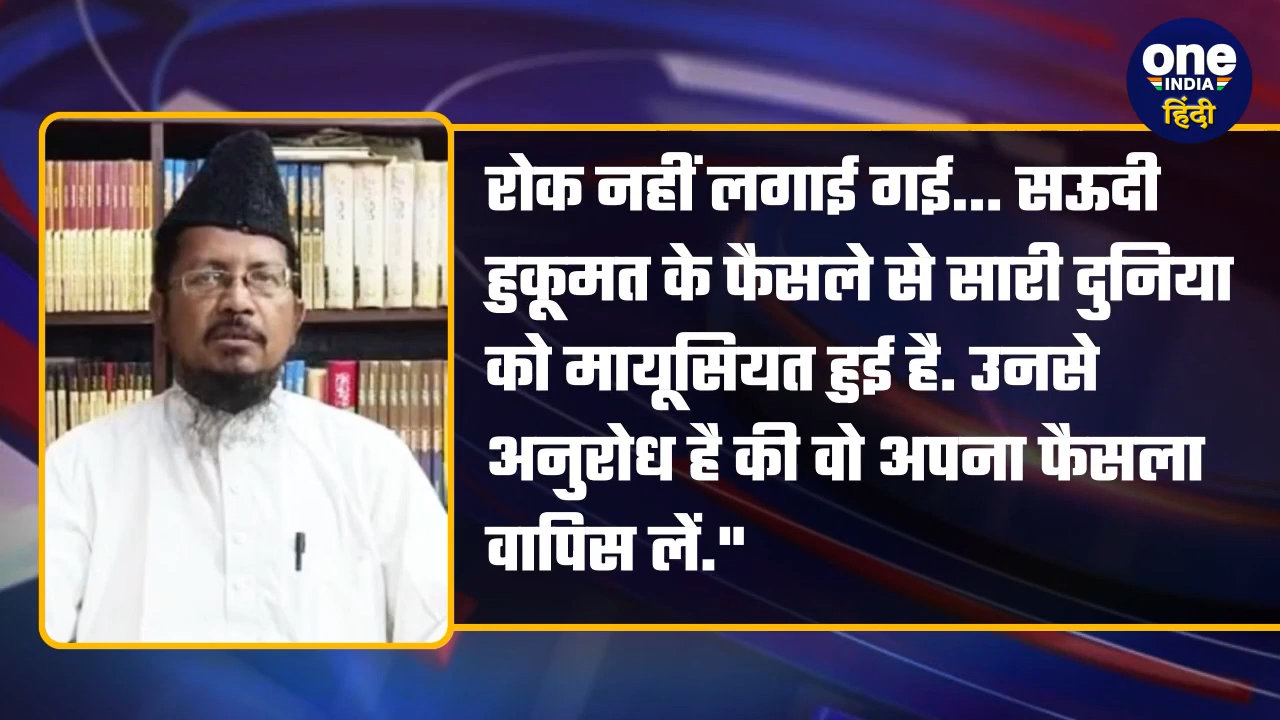 one
INDIA
हिंदी
रोक नहीं लगाई गई... सऊदी
हुकूमत के फैसले से सारी दुनिया
को मायूसियत हुई है. उनसे
अनुरोध है की वो अपना फैसला
वापिस लें."